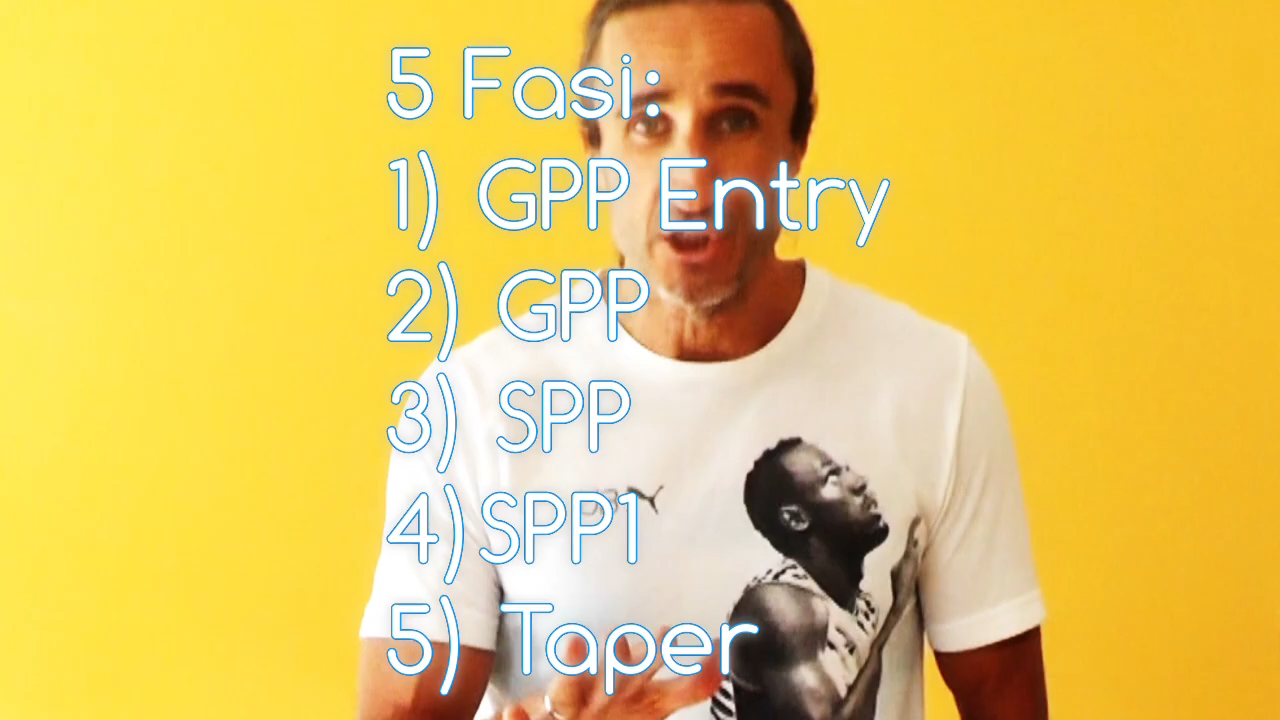 5 Fasi:
1) GPP Entry
2) GPP
3) SPP
4)SPP1
5) Taper